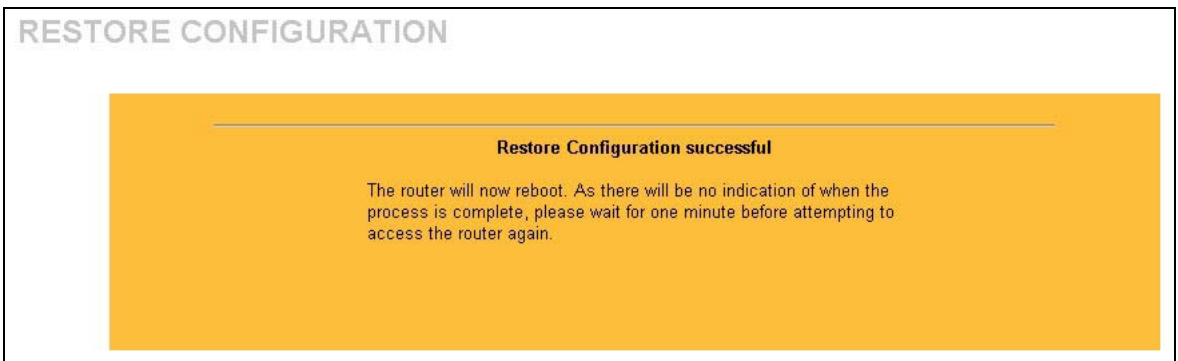 RESTORE CONFIGURATION
Restore Configuration successful
The router will now reboot. As there will be no indication of when the
process is complete, please wait for one minute before attempting to
access the router again.